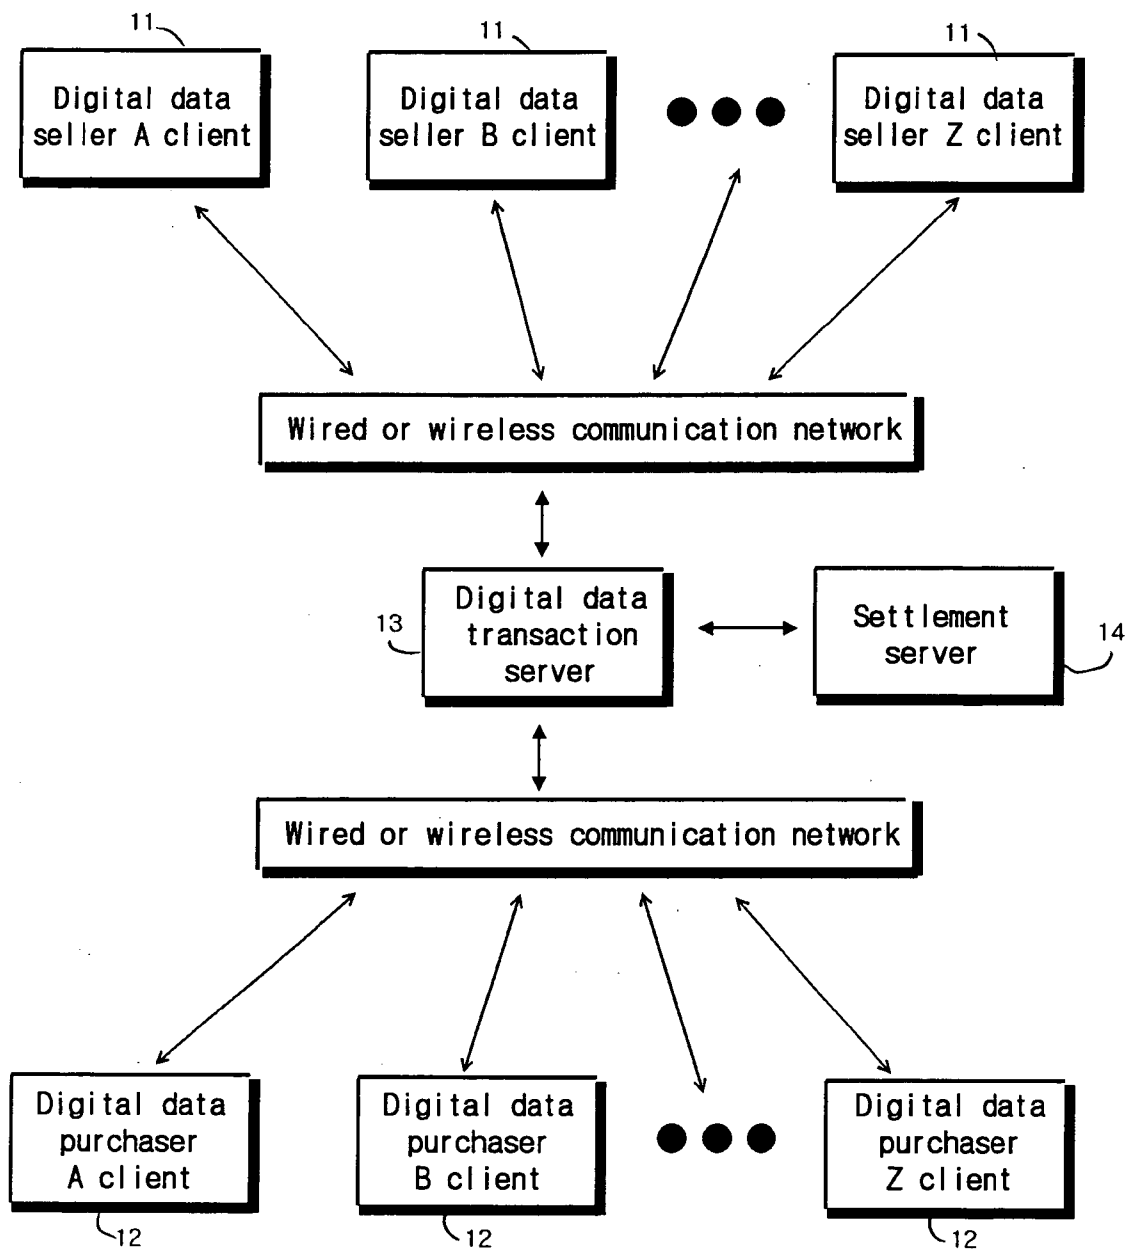 11
11
11
Digital data
seller A client
Digital data
seller B client
Digital data
seller Z client
Wired or wireless communication network
13
Digital data
transaction
server
Settlement
server
14
Wired or wireless communication network
Digital data
purchaser
A client
Digital data
purchaser
B client
Digital data
purchaser
Z client
12
12
12